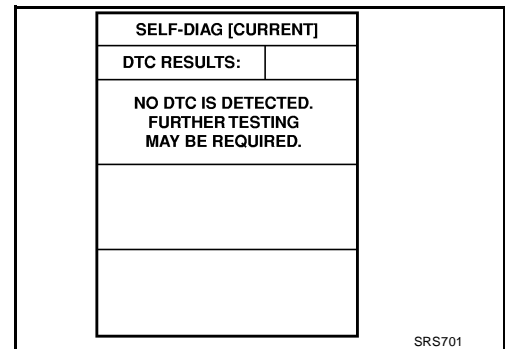 SELF-DIAG [CURRENT]
DTC RESULTS:
NO DTC IS DETECTED.
FURTHER TESTING
MAY BE REQUIRED.
SRS701